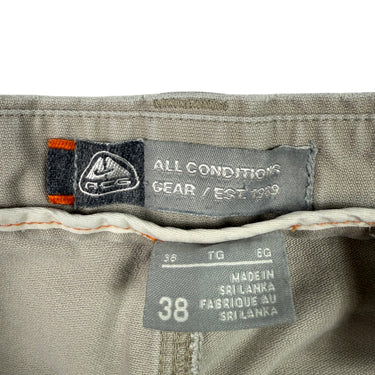 ACG
ALL CONDITIONS
GEAR / EST. 1989
38 TG EG
MADE IN
SRI LANKA
38
FABRIQUE AU
SRI LANKA